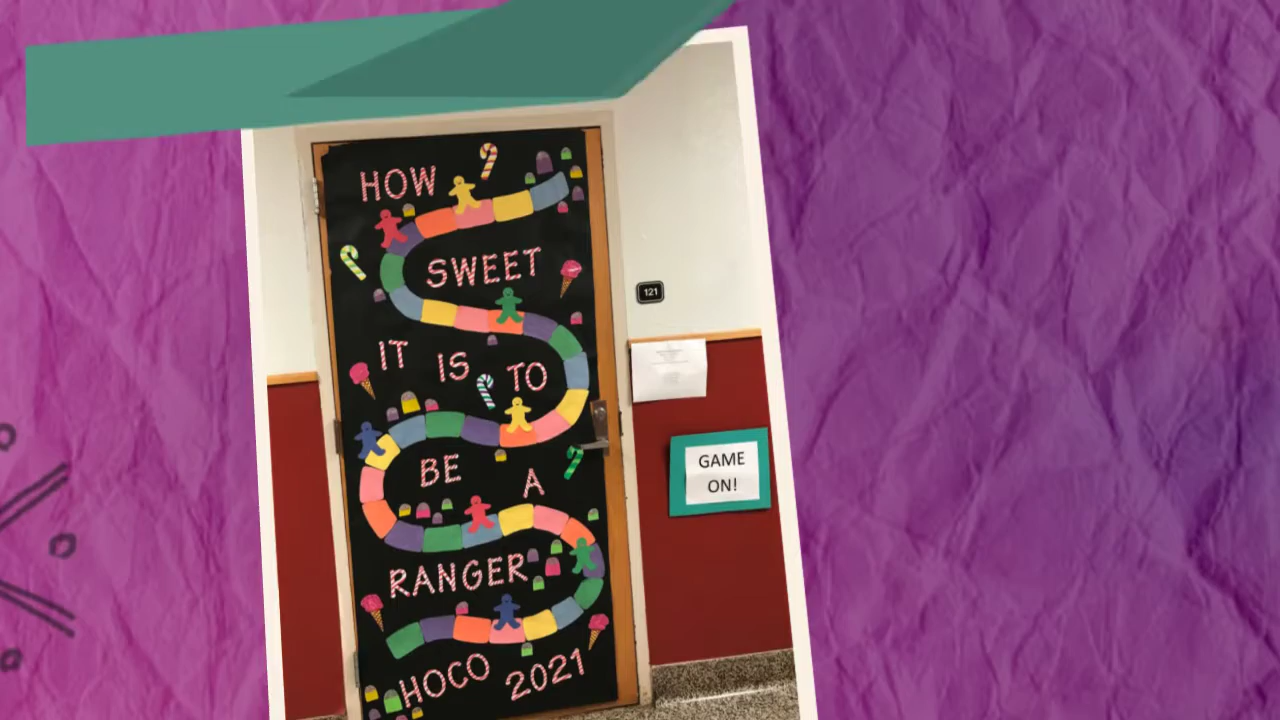 HOW
SWEET
IT IS TO
BE A
RANGER
HOCO 2021
121
GAME
ON!